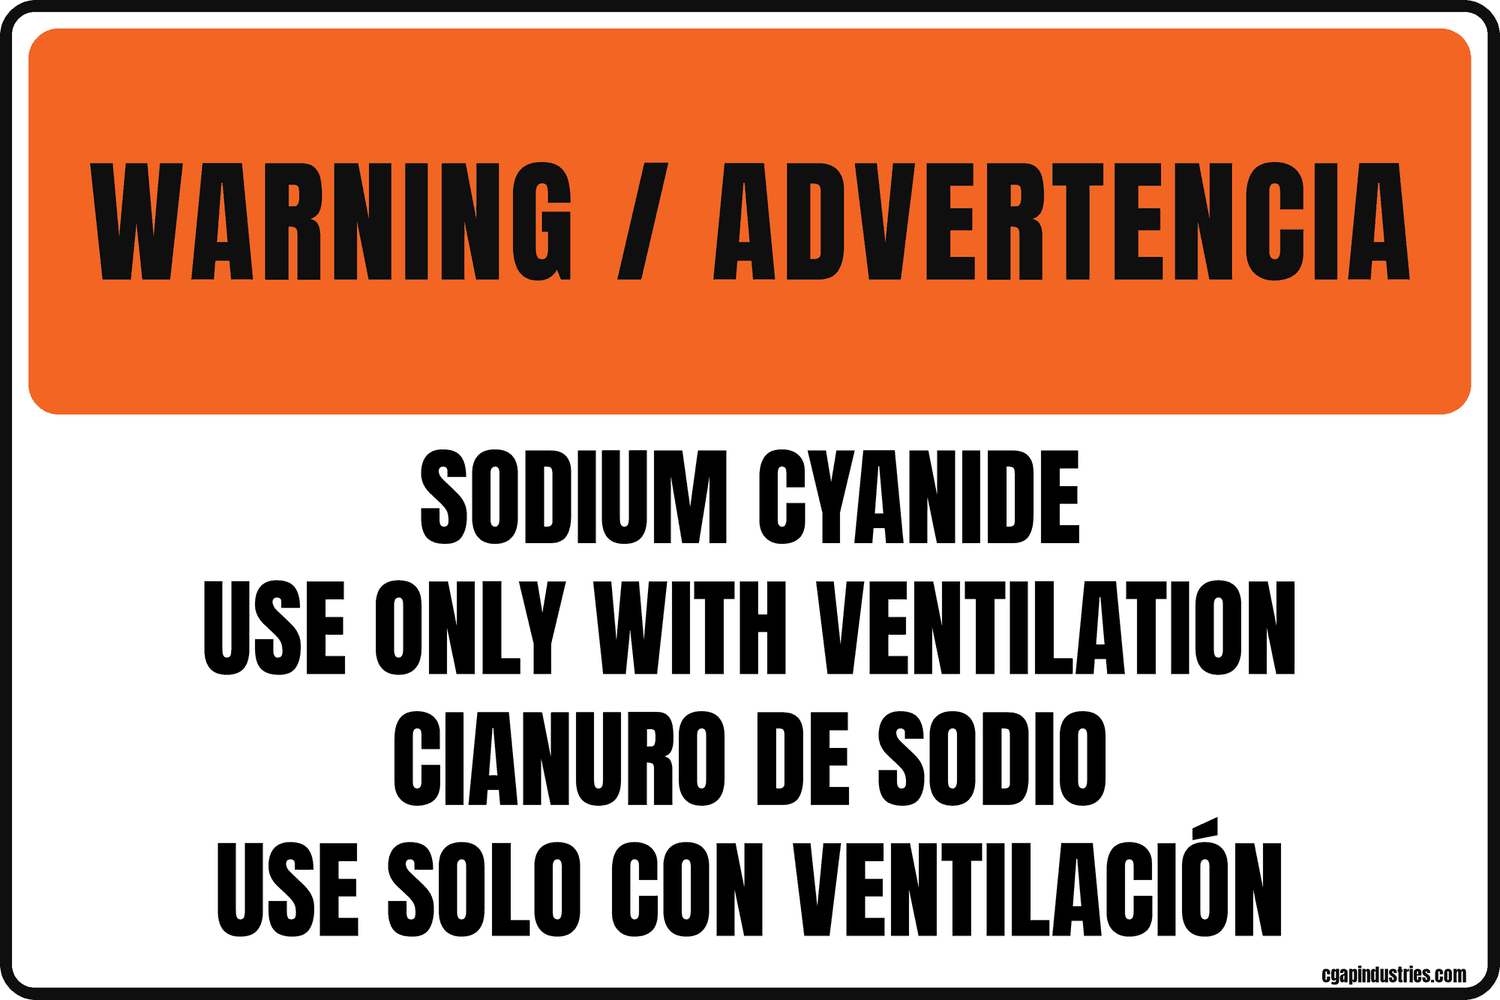 WARNING / ADVERTENCIA
SODIUM CYANIDE
USE ONLY WITH VENTILATION
CIANURO DE SODIO
USE SOLO CON VENTILACIÓN
cgapindustries.com